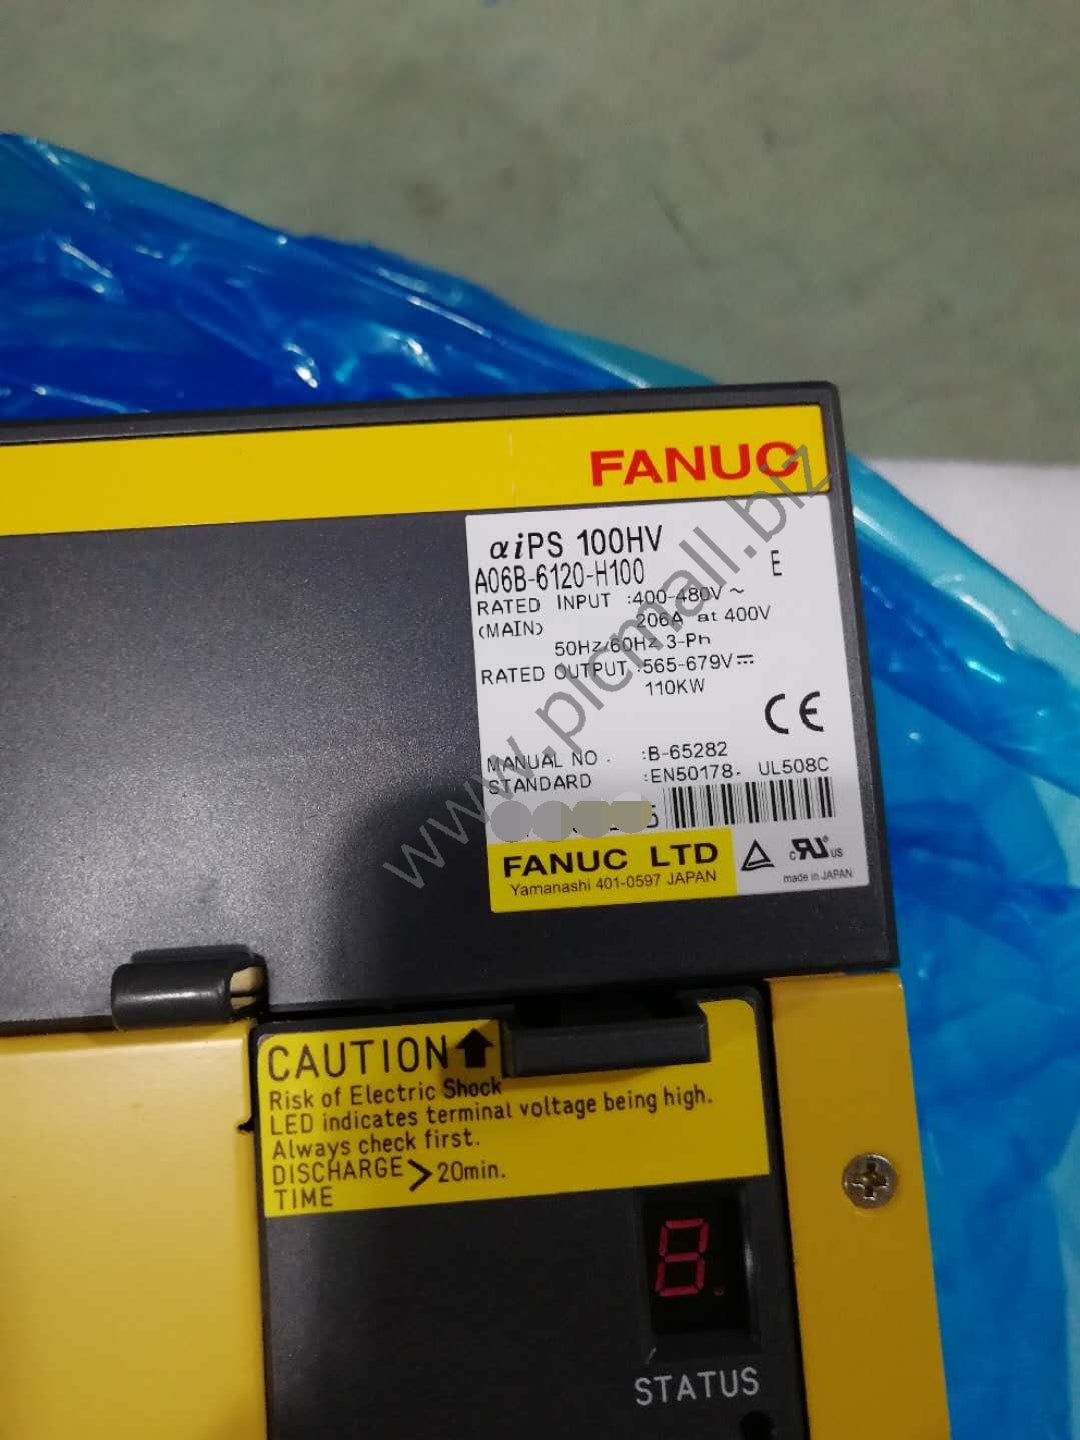 FANUC
αiPS 100HV
A06B-6120-H100 E
RATED INPUT :400-480V ~
(MAIN) 206A at 400V
50Hz/60Hz 3-Ph
RATED OUTPUT :565-679V⎓
110KW
CE
MANUAL NO. :B-65282
STANDARD :EN50178. UL508C
FANUC LTD
Yamanashi 401-0597 JAPAN
c RU US
made in JAPAN
www.plcmall.biz
CAUTION
Risk of Electric Shock
LED indicates terminal voltage being high.
Always check first.
DISCHARGE TIME > 20min.
8.
STATUS